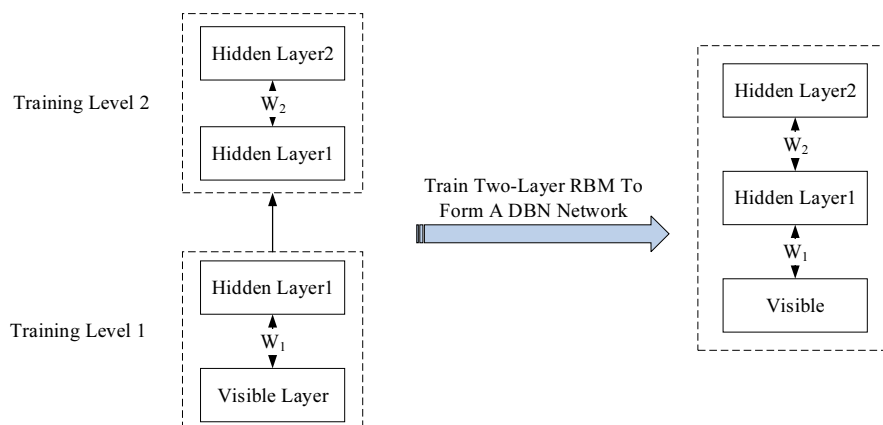 Hidden Layer2
Training Level 2
W2
Hidden Layer1
Hidden Layer1
Training Level 1
W1
Visible Layer
Train Two-Layer RBM To
Form A DBN Network
Hidden Layer2
W2
Hidden Layer1
W1
Visible